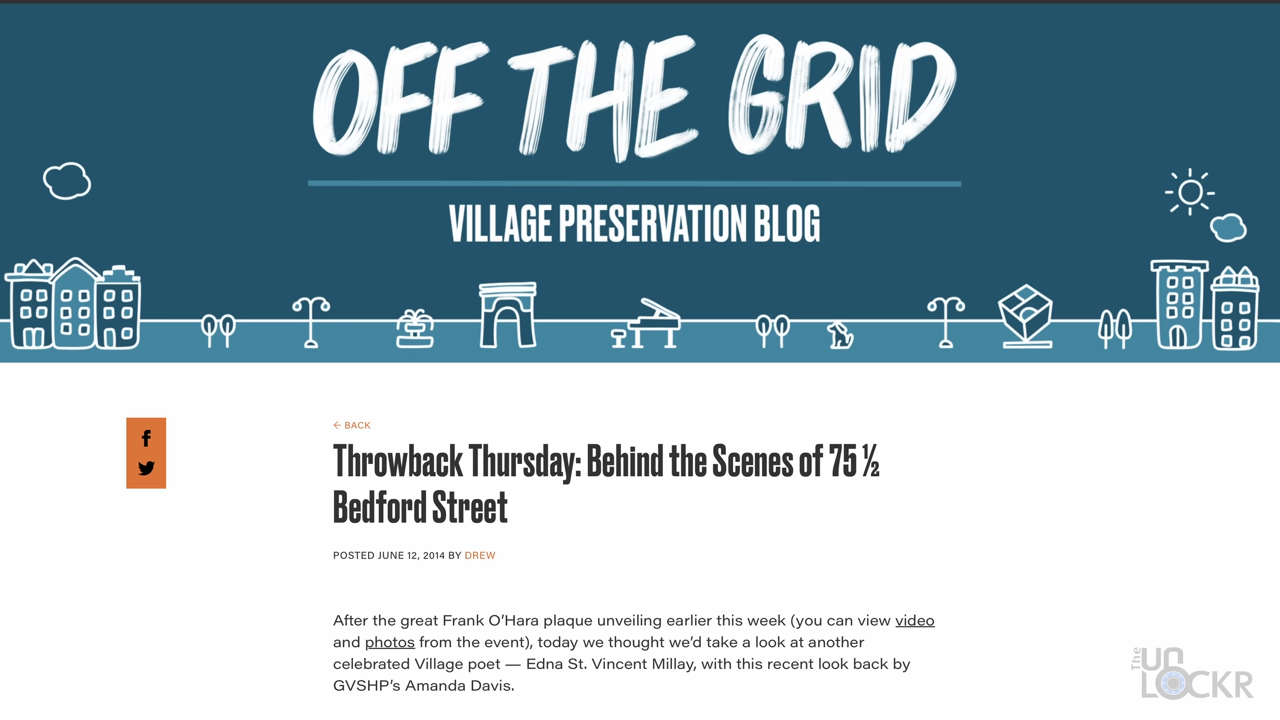 OFF THE GRID
VILLAGE PRESERVATION BLOG
← BACK
Throwback Thursday: Behind the Scenes of 75 ½
Bedford Street
POSTED JUNE 12, 2014 BY DREW
After the great Frank O’Hara plaque unveiling earlier this week (you can view video
and photos from the event), today we thought we’d take a look at another
celebrated Village poet — Edna St. Vincent Millay, with this recent look back by
GVSHP’s Amanda Davis.
The
UN
LOCKR